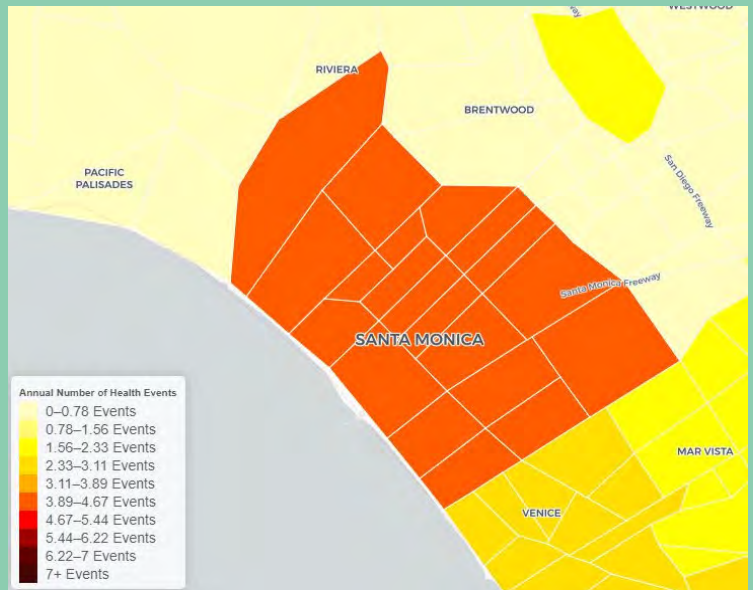 WESTWOOD
RIVIERA
BRENTWOOD
PACIFIC
PALISADES
San Diego Freeway
Santa Monica Freeway
SANTA MONICA
MAR VISTA
VENICE
Annual Number of Health Events
0–0.78 Events
0.78–1.56 Events
1.56–2.33 Events
2.33–3.11 Events
3.11–3.89 Events
3.89–4.67 Events
4.67–5.44 Events
5.44–6.22 Events
6.22–7 Events
7+ Events